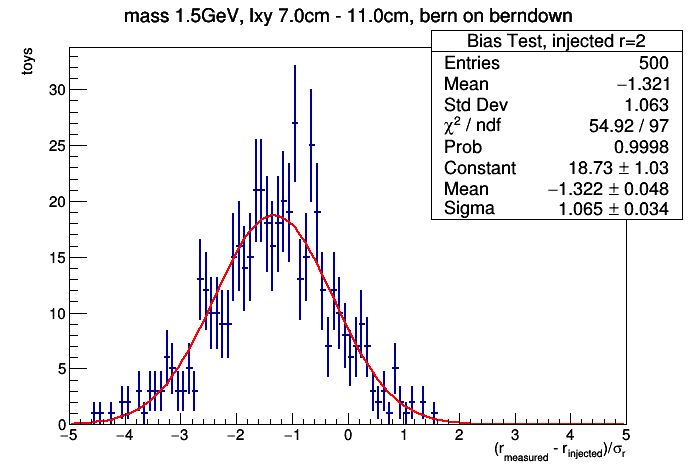 mass 1.5GeV, lxy 7.0cm - 11.0cm, bern on berndown
toys
Bias Test, injected r=2
Entries 500
Mean −1.321
Std Dev 1.063
χ² / ndf 54.92 / 97
Prob 0.9998
Constant 18.73 ± 1.03
Mean −1.322 ± 0.048
Sigma 1.065 ± 0.034
30
25
20
15
10
5
0
−5 −4 −3 −2 −1 0 1 2 3 4 5
(r_measured - r_injected)/σ_r